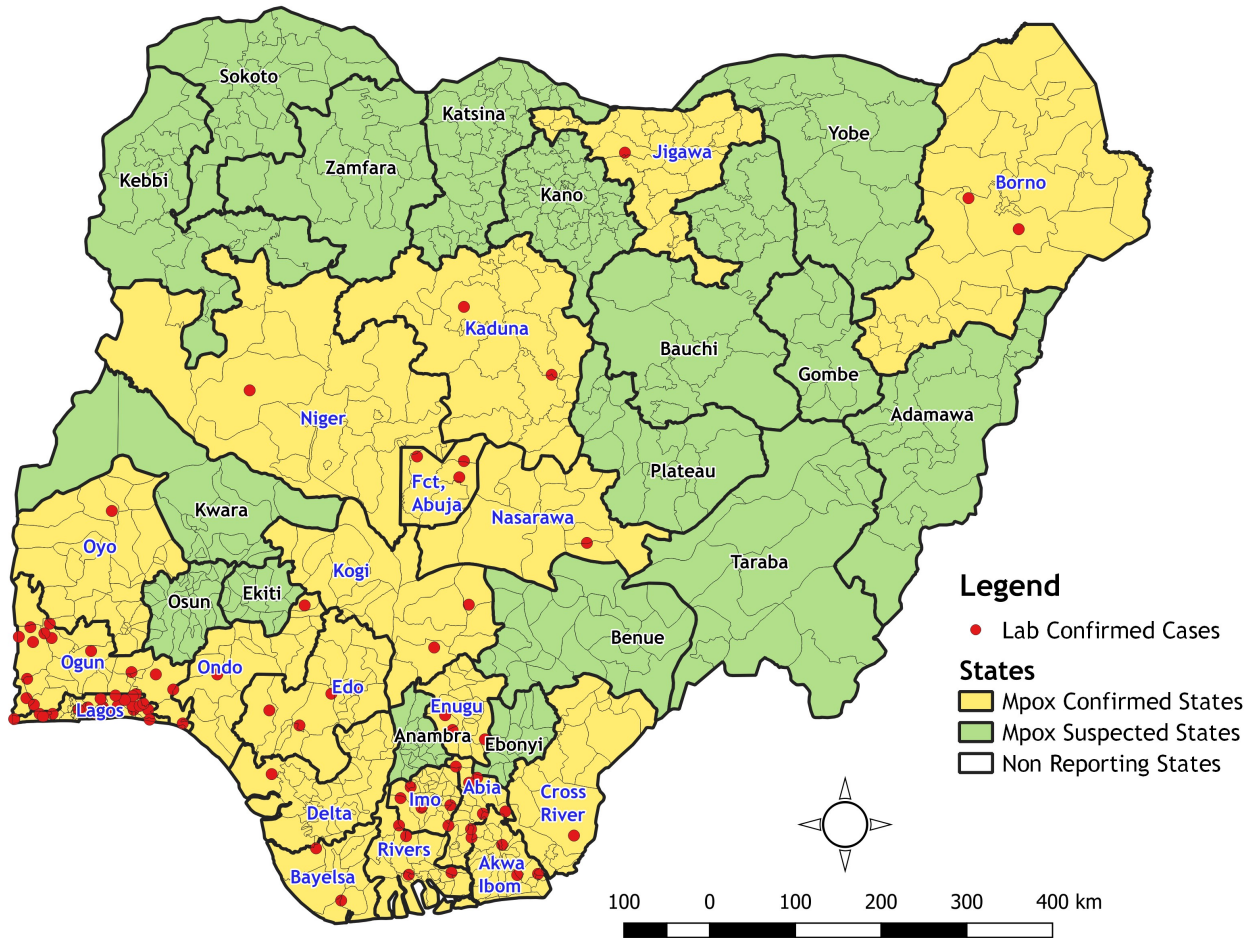 Sokoto
Katsina
Yobe
Jigawa
Zamfara
Kebbi
Kano
Borno
Kaduna
Bauchi
Gombe
Niger
Adamawa
Plateau
Fct,
Abuja
Kwara
Nasarawa
Oyo
Taraba
Kogi
Ekiti
Osun
Benue
Ogun
Ondo
Edo
Lagos
Enugu
Anambra
Ebonyi
Abia
Imo
Cross
River
Delta
Rivers
Akwa
Ibom
Bayelsa
Legend
Lab Confirmed Cases
States
Mpox Confirmed States
Mpox Suspected States
Non Reporting States
100 0 100 200 300 400 km